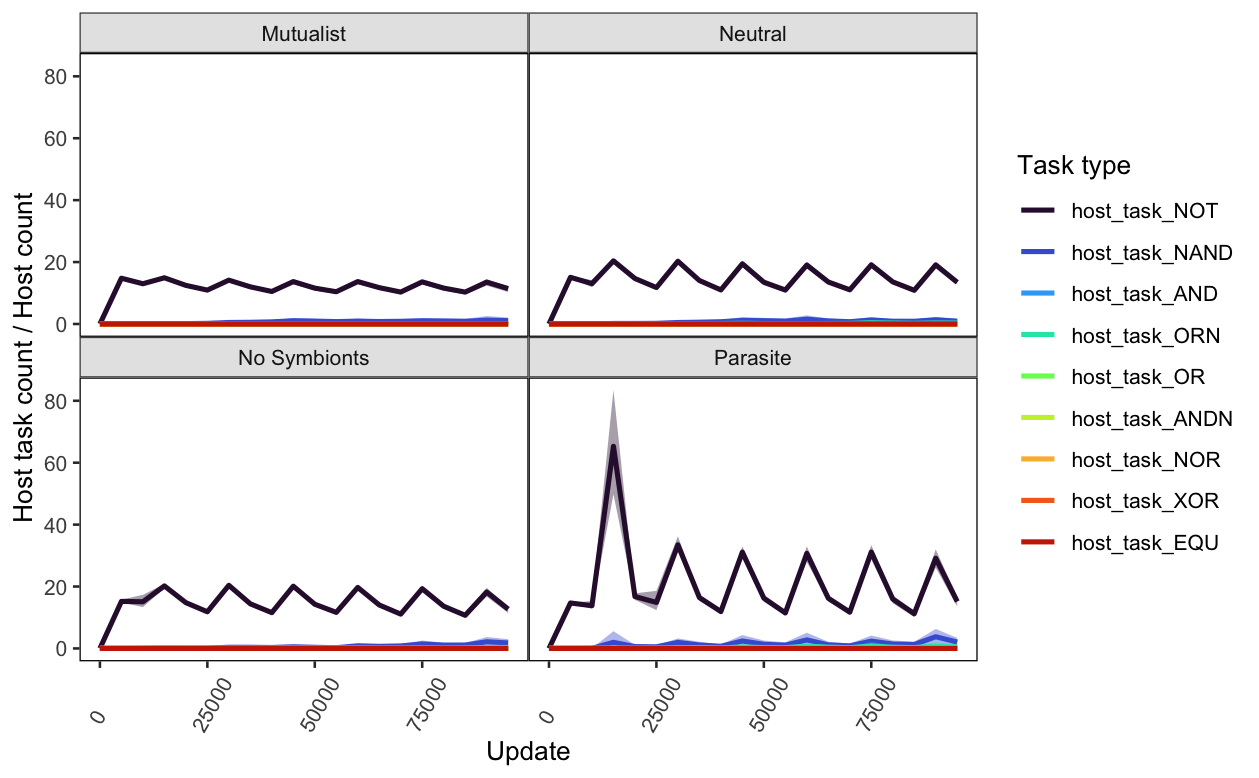 Mutualist
Neutral
80
60
40
20
0
No Symbionts
Parasite
80
60
40
20
0
0
25000
50000
75000
0
25000
50000
75000
Update
Host task count / Host count
Task type
host_task_NOT
host_task_NAND
host_task_AND
host_task_ORN
host_task_OR
host_task_ANDN
host_task_NOR
host_task_XOR
host_task_EQU